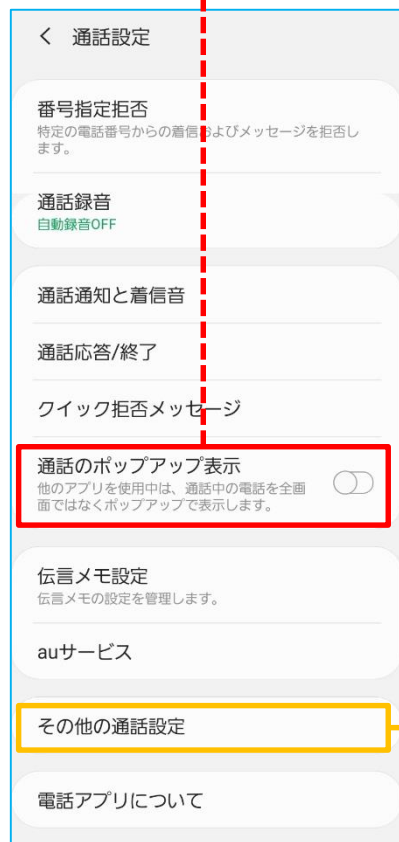 通話設定
番号指定拒否
特定の電話番号からの着信およびメッセージを拒否し
ます。
通話録音
自動録音OFF
通話通知と着信音
通話応答/終了
クイック拒否メッセージ
通話のポップアップ表示
他のアプリを使用中は、通話中の電話を全画
面ではなくポップアップで表示します。
伝言メモ設定
伝言メモの設定を管理します。
auサービス
その他の通話設定
電話アプリについて